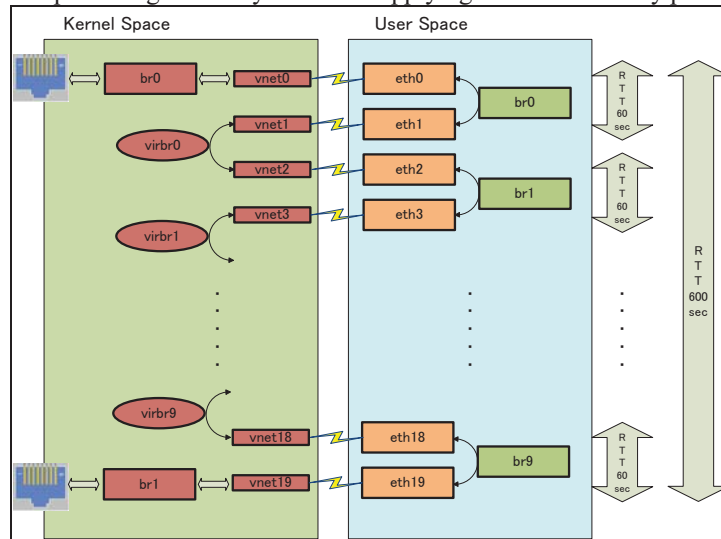 Kernel Space
User Space
br0
vnet0
eth0
br0
R
T
T
60
sec
virbr0
vnet1
eth1
vnet2
eth2
br1
R
T
T
60
sec
virbr1
vnet3
eth3
R
T
T
600
sec
virbr9
vnet18
eth18
br9
R
T
T
60
sec
br1
vnet19
eth19